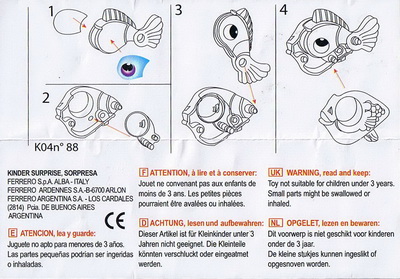 1
2
3
4
K04n° 88
KINDER SURPRISE, SORPRESA
FERRERO S.p.A. ALBA - ITALY
FERRERO ARDENNES S.A.-B-6700 ARLON
FERRERO ARGENTINA S.A. - LOS CARDALES
(2814) Pcia. DE BUENOS AIRES
ARGENTINA
CE
E ATENCION, lea y guarde:
Juguete no apto para menores de 3 años.
Las partes pequeñas podrían ser ingeridas
o inhaladas.
F ATTENTION, à lire et à conserver:
Jouet ne convenant pas aux enfants de
moins de 3 ans. Les petites pièces
pourraient être avalées ou inhalées.
D ACHTUNG, lesen und aufbewahren:
Dieser Artikel ist für Kleinkinder unter 3
Jahren nicht geeignet. Die Kleinteile
könnten verschluckt oder eingeatmet
werden.
UK WARNING, read and keep:
Toy not suitable for children under 3 years.
Small parts might be swallowed or
inhaled.
NL OPGELET, lezen en bewaren:
Dit voorwerp is niet geschikt voor kinderen
onder de 3 jaar.
De kleine stukjes kunnen ingeslikt of
opgesnoven worden.